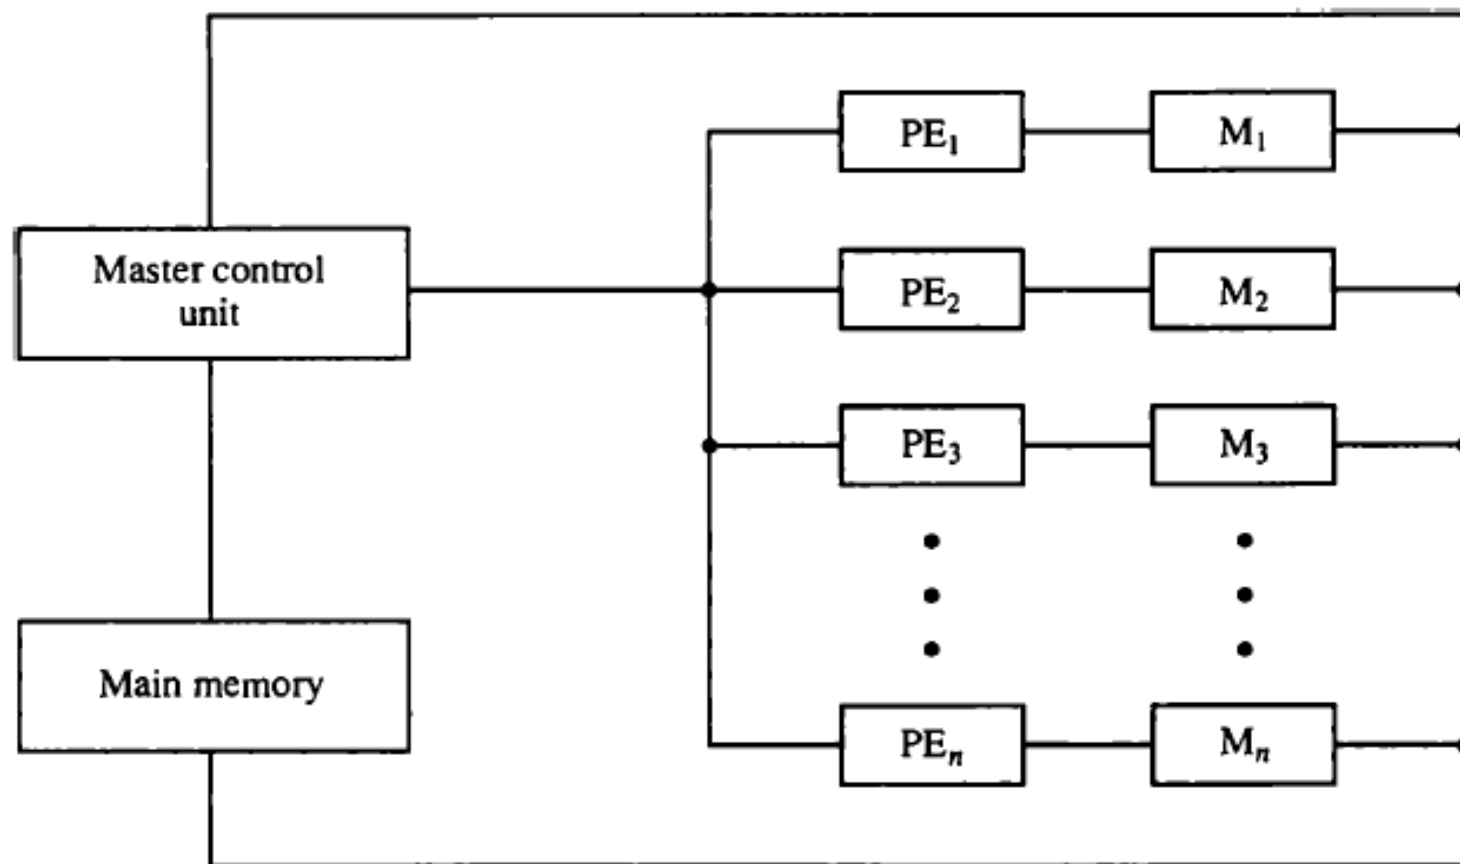 PE₁
M₁
Master control
unit
PE₂
M₂
PE₃
M₃
Main memory
PEₙ
Mₙ